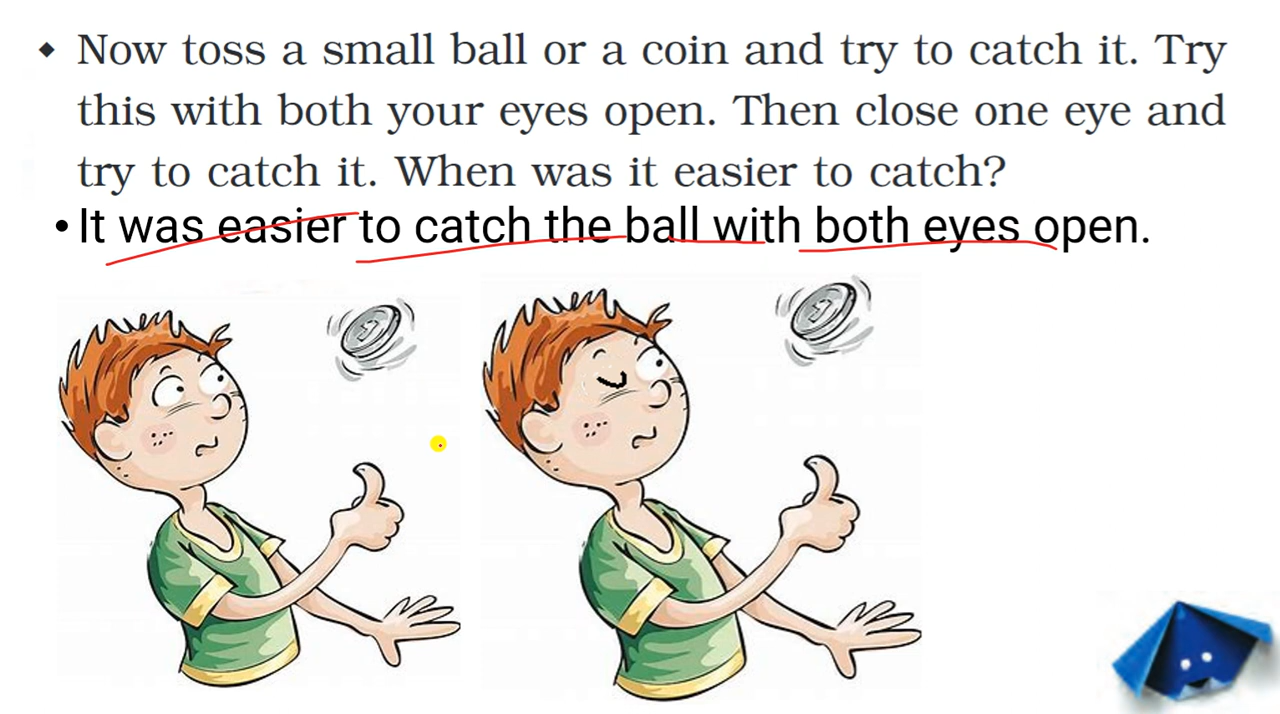 ◆ Now toss a small ball or a coin and try to catch it. Try
this with both your eyes open. Then close one eye and
try to catch it. When was it easier to catch?
• It was easier to catch the ball with both eyes open.